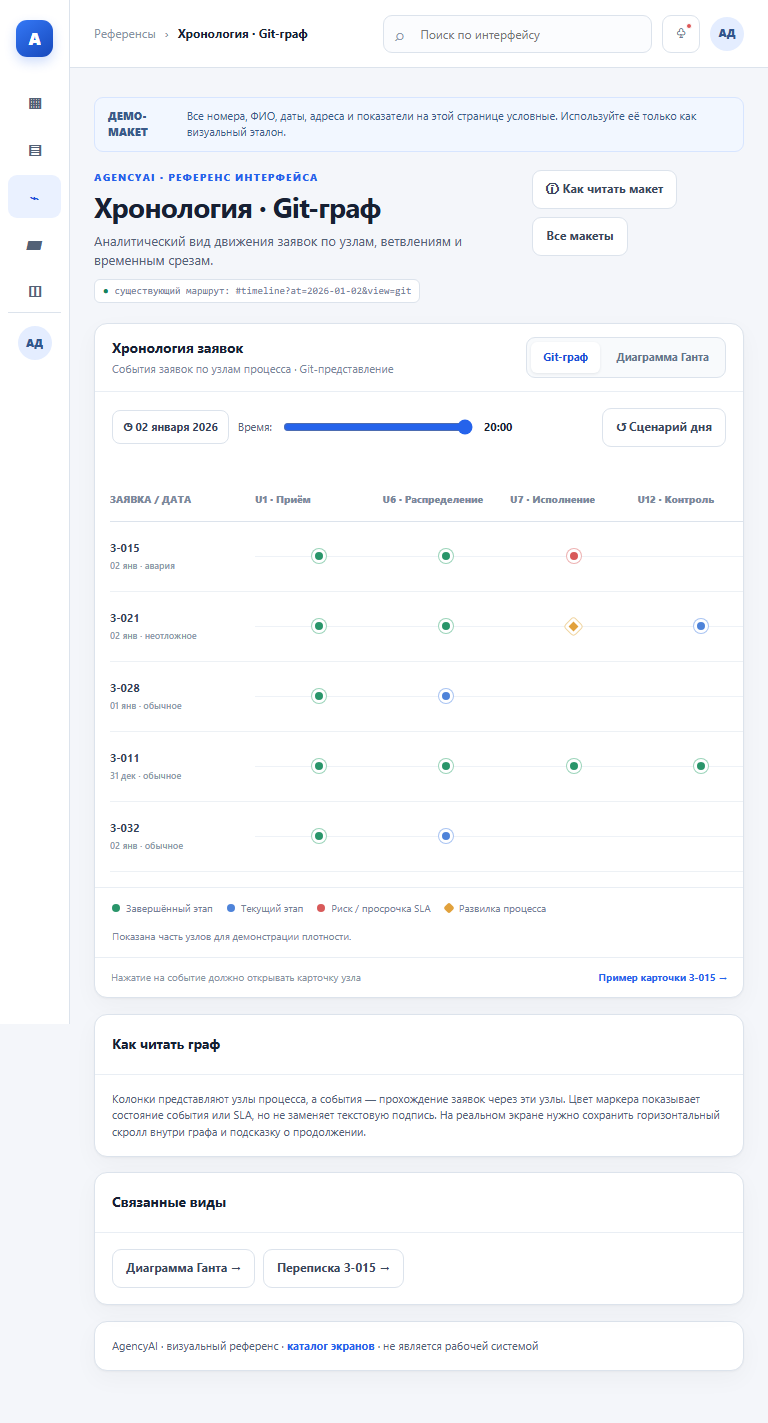 A
Референсы › Хронология · Git-граф
Поиск по интерфейсу
АД
ДЕМО-
МАКЕТ
Все номера, ФИО, даты, адреса и показатели на этой странице условные. Используйте её только как
визуальный эталон.
AGENCYAI · РЕФЕРЕНС ИНТЕРФЕЙСА
Хронология · Git-граф
Аналитический вид движения заявок по узлам, ветвлениям и
временным срезам.
существующий маршрут: #timeline?at=2026-01-02&view=git
Как читать макет
Все макеты
АД
Хронология заявок
События заявок по узлам процесса · Git-представление
Git-граф
Диаграмма Ганта
02 января 2026
Время:
20:00
↺ Сценарий дня
ЗАЯВКА / ДАТА
U1 · Приём
U6 · Распределение
U7 · Исполнение
U12 · Контроль
3-015
02 янв · авария
3-021
02 янв · неотложное
3-028
01 янв · обычное
3-011
31 дек · обычное
3-032
02 янв · обычное
Завершённый этап
Текущий этап
Риск / просрочка SLA
Развилка процесса
Показана часть узлов для демонстрации плотности.
Нажатие на событие должно открывать карточку узла
Пример карточки 3-015 →
Как читать граф
Колонки представляют узлы процесса, а события — прохождение заявок через эти узлы. Цвет маркера показывает
состояние события или SLA, но не заменяет текстовую подпись. На реальном экране нужно сохранить горизонтальный
скролл внутри графа и подсказку о продолжении.
Связанные виды
Диаграмма Ганта →
Переписка 3-015 →
AgencyAI · визуальный референс · каталог экранов · не является рабочей системой